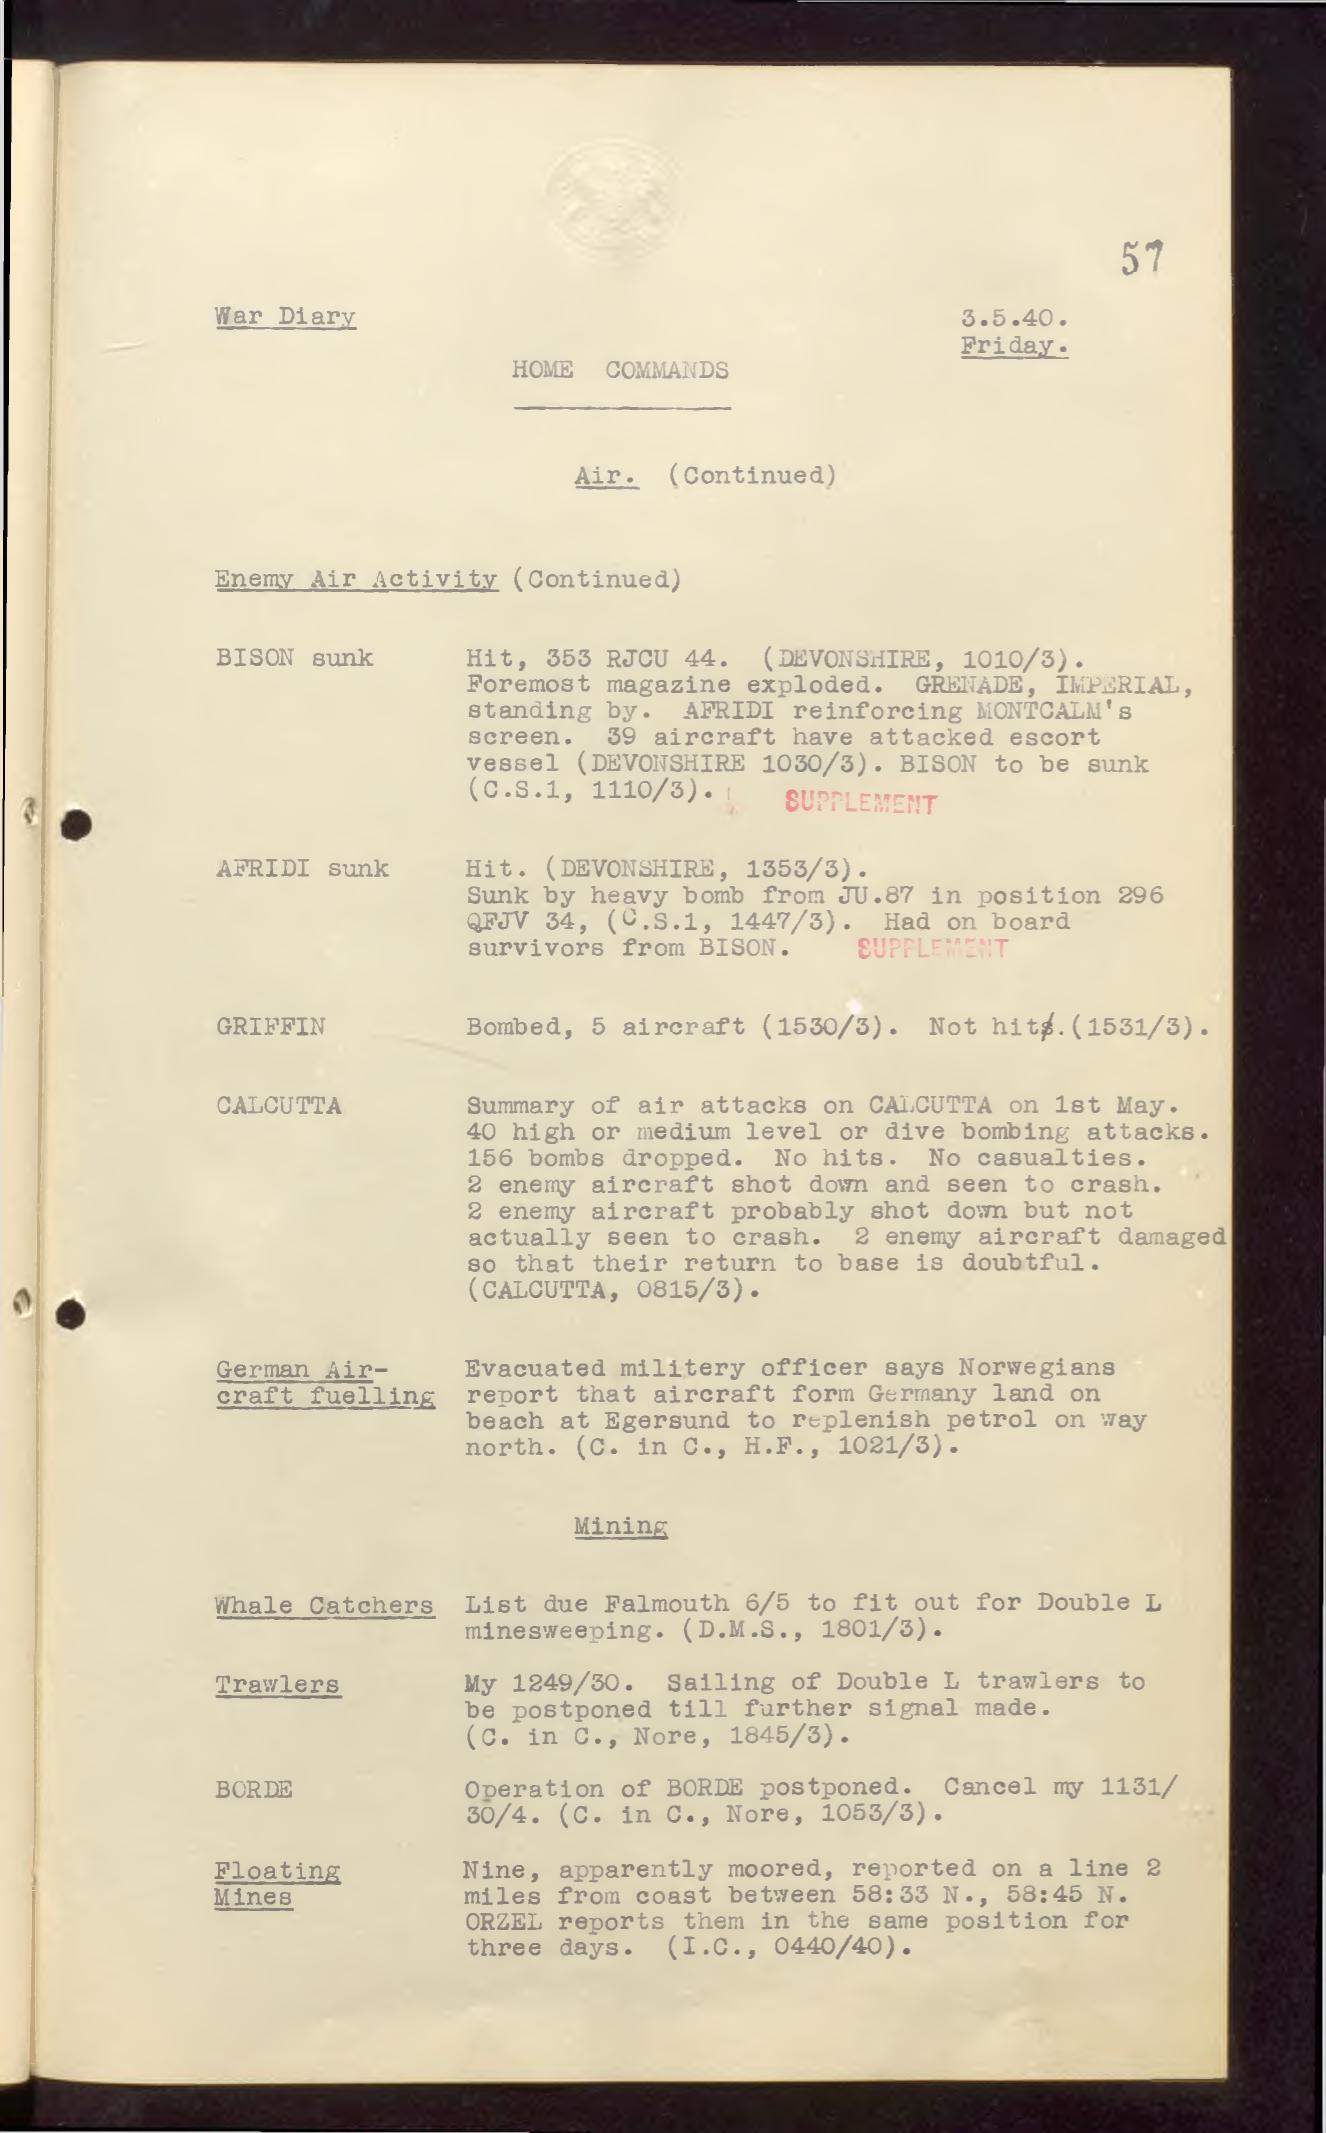 57
War Diary
3.5.40.
Friday.
HOME COMMANDS
Air. (Continued)
Enemy Air Activity (Continued)
BISON sunk Hit, 353 RJCU 44. (DEVONSHIRE, 1010/3).
Foremost magazine exploded. GRENADE, IMPERIAL,
standing by. AFRIDI reinforcing MONTCALM's
screen. 39 aircraft have attacked escort
vessel (DEVONSHIRE 1030/3). BISON to be sunk
(C.S.1, 1110/3). SUPPLEMENT
AFRIDI sunk Hit. (DEVONSHIRE, 1353/3).
Sunk by heavy bomb from JU.87 in position 296
QFJV 34, (C.S.1, 1447/3). Had on board
survivors from BISON. SUPPLEMENT
GRIFFIN Bombed, 5 aircraft (1530/3). Not hit.(1531/3).
CALCUTTA Summary of air attacks on CALCUTTA on 1st May.
40 high or medium level or dive bombing attacks.
156 bombs dropped. No hits. No casualties.
2 enemy aircraft shot down and seen to crash.
2 enemy aircraft probably shot down but not
actually seen to crash. 2 enemy aircraft damaged
so that their return to base is doubtful.
(CALCUTTA, 0815/3).
German Air- Evacuated militery officer says Norwegians
craft fuelling report that aircraft form Germany land on
beach at Egersund to replenish petrol on way
north. (C. in C., H.F., 1021/3).
Mining
Whale Catchers List due Falmouth 6/5 to fit out for Double L
minesweeping. (D.M.S., 1801/3).
Trawlers My 1249/30. Sailing of Double L trawlers to
be postponed till further signal made.
(C. in C., Nore, 1845/3).
BORDE Operation of BORDE postponed. Cancel my 1131/
30/4. (C. in C., Nore, 1053/3).
Floating Nine, apparently moored, reported on a line 2
Mines miles from coast between 58:33 N., 58:45 N.
ORZEL reports them in the same position for
three days. (I.C., 0440/40).